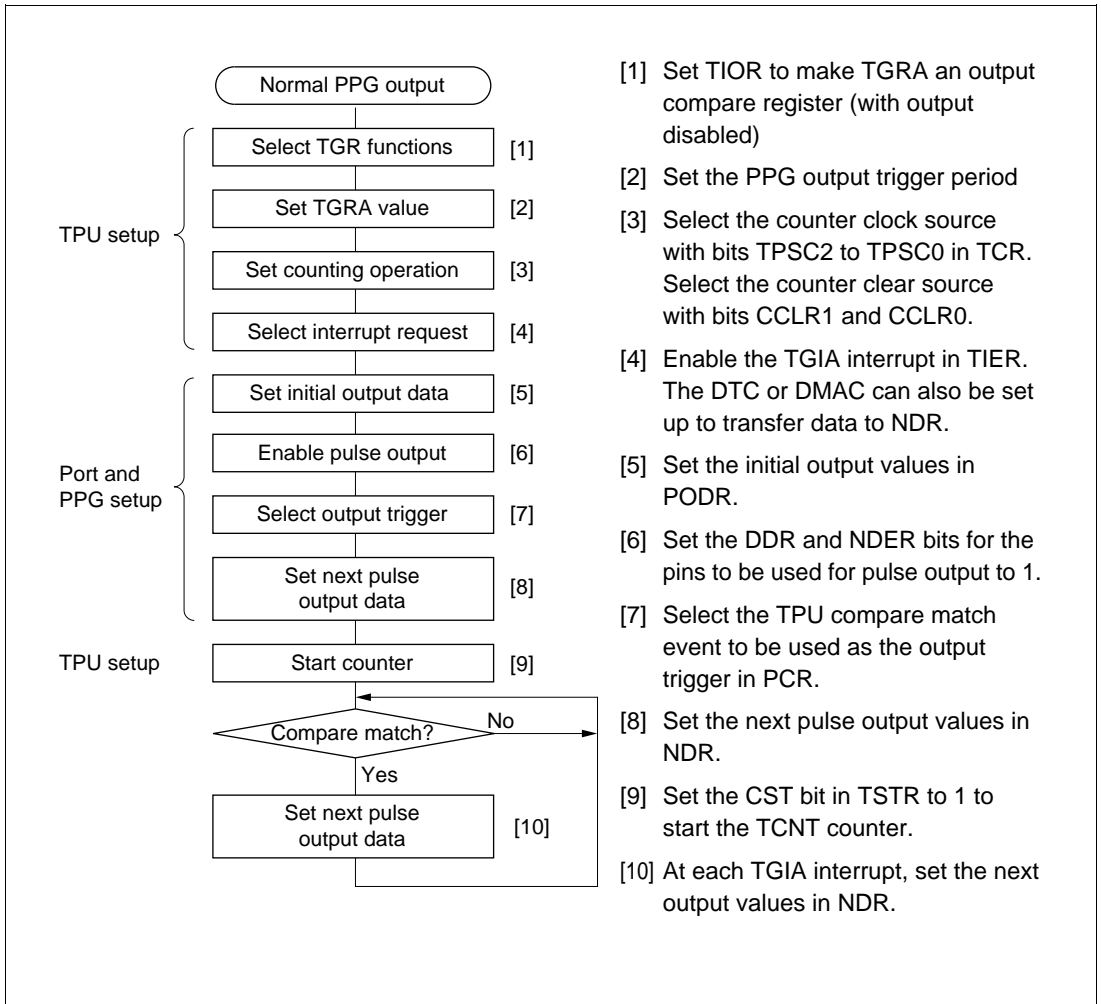 Normal PPG output
Select TGR functions [1]
Set TGRA value [2]
TPU setup
Set counting operation [3]
Select interrupt request [4]
Set initial output data [5]
Enable pulse output [6]
Port and
PPG setup
Select output trigger [7]
Set next pulse
output data
[8]
TPU setup
Start counter [9]
Compare match?
No
Yes
Set next pulse
output data
[10]
[1] Set TIOR to make TGRA an output
compare register (with output
disabled)
[2] Set the PPG output trigger period
[3] Select the counter clock source
with bits TPSC2 to TPSC0 in TCR.
Select the counter clear source
with bits CCLR1 and CCLR0.
[4] Enable the TGIA interrupt in TIER.
The DTC or DMAC can also be set
up to transfer data to NDR.
[5] Set the initial output values in
PODR.
[6] Set the DDR and NDER bits for the
pins to be used for pulse output to 1.
[7] Select the TPU compare match
event to be used as the output
trigger in PCR.
[8] Set the next pulse output values in
NDR.
[9] Set the CST bit in TSTR to 1 to
start the TCNT counter.
[10] At each TGIA interrupt, set the next
output values in NDR.